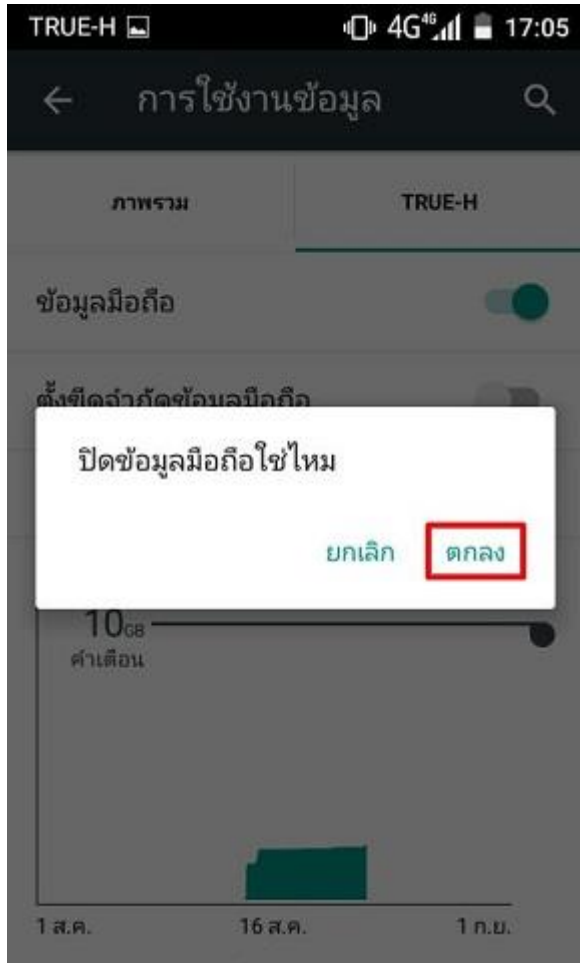 TRUE-H 4G 4G 17:05
การใช้งานข้อมูล
ภาพรวม TRUE-H
ข้อมูลมือถือ
ตั้งขีดจำกัดข้อมูลมือถือ
ปิดข้อมูลมือถือใช่ไหม
ยกเลิก ตกลง
10GB
คำเตือน
1 ส.ค. 16 ส.ค. 1 ก.ย.